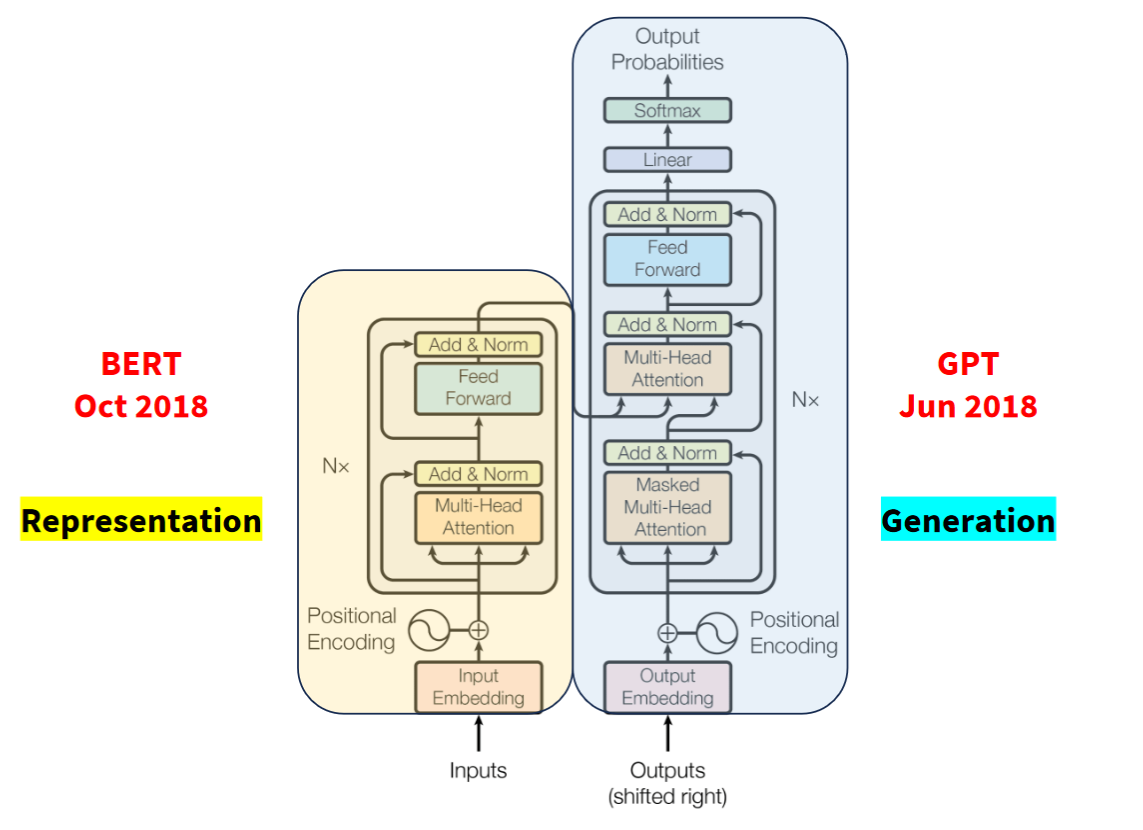 Output
Probabilities
Softmax
Linear
Add & Norm
Feed
Forward
Add & Norm
Multi-Head
Attention
Nx
Add & Norm
Masked
Multi-Head
Attention
Positional
Encoding
Output
Embedding
Outputs
(shifted right)
Add & Norm
Feed
Forward
Nx
Add & Norm
Multi-Head
Attention
Positional
Encoding
Input
Embedding
Inputs
BERT
Oct 2018
Representation
GPT
Jun 2018
Generation